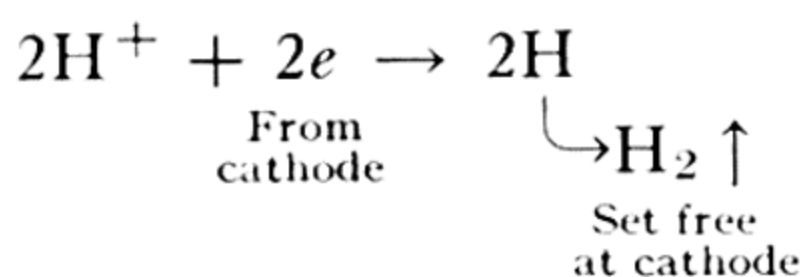 2H⁺ + 2e → 2H
From
cathode
→H₂ ↑
Set free
at cathode